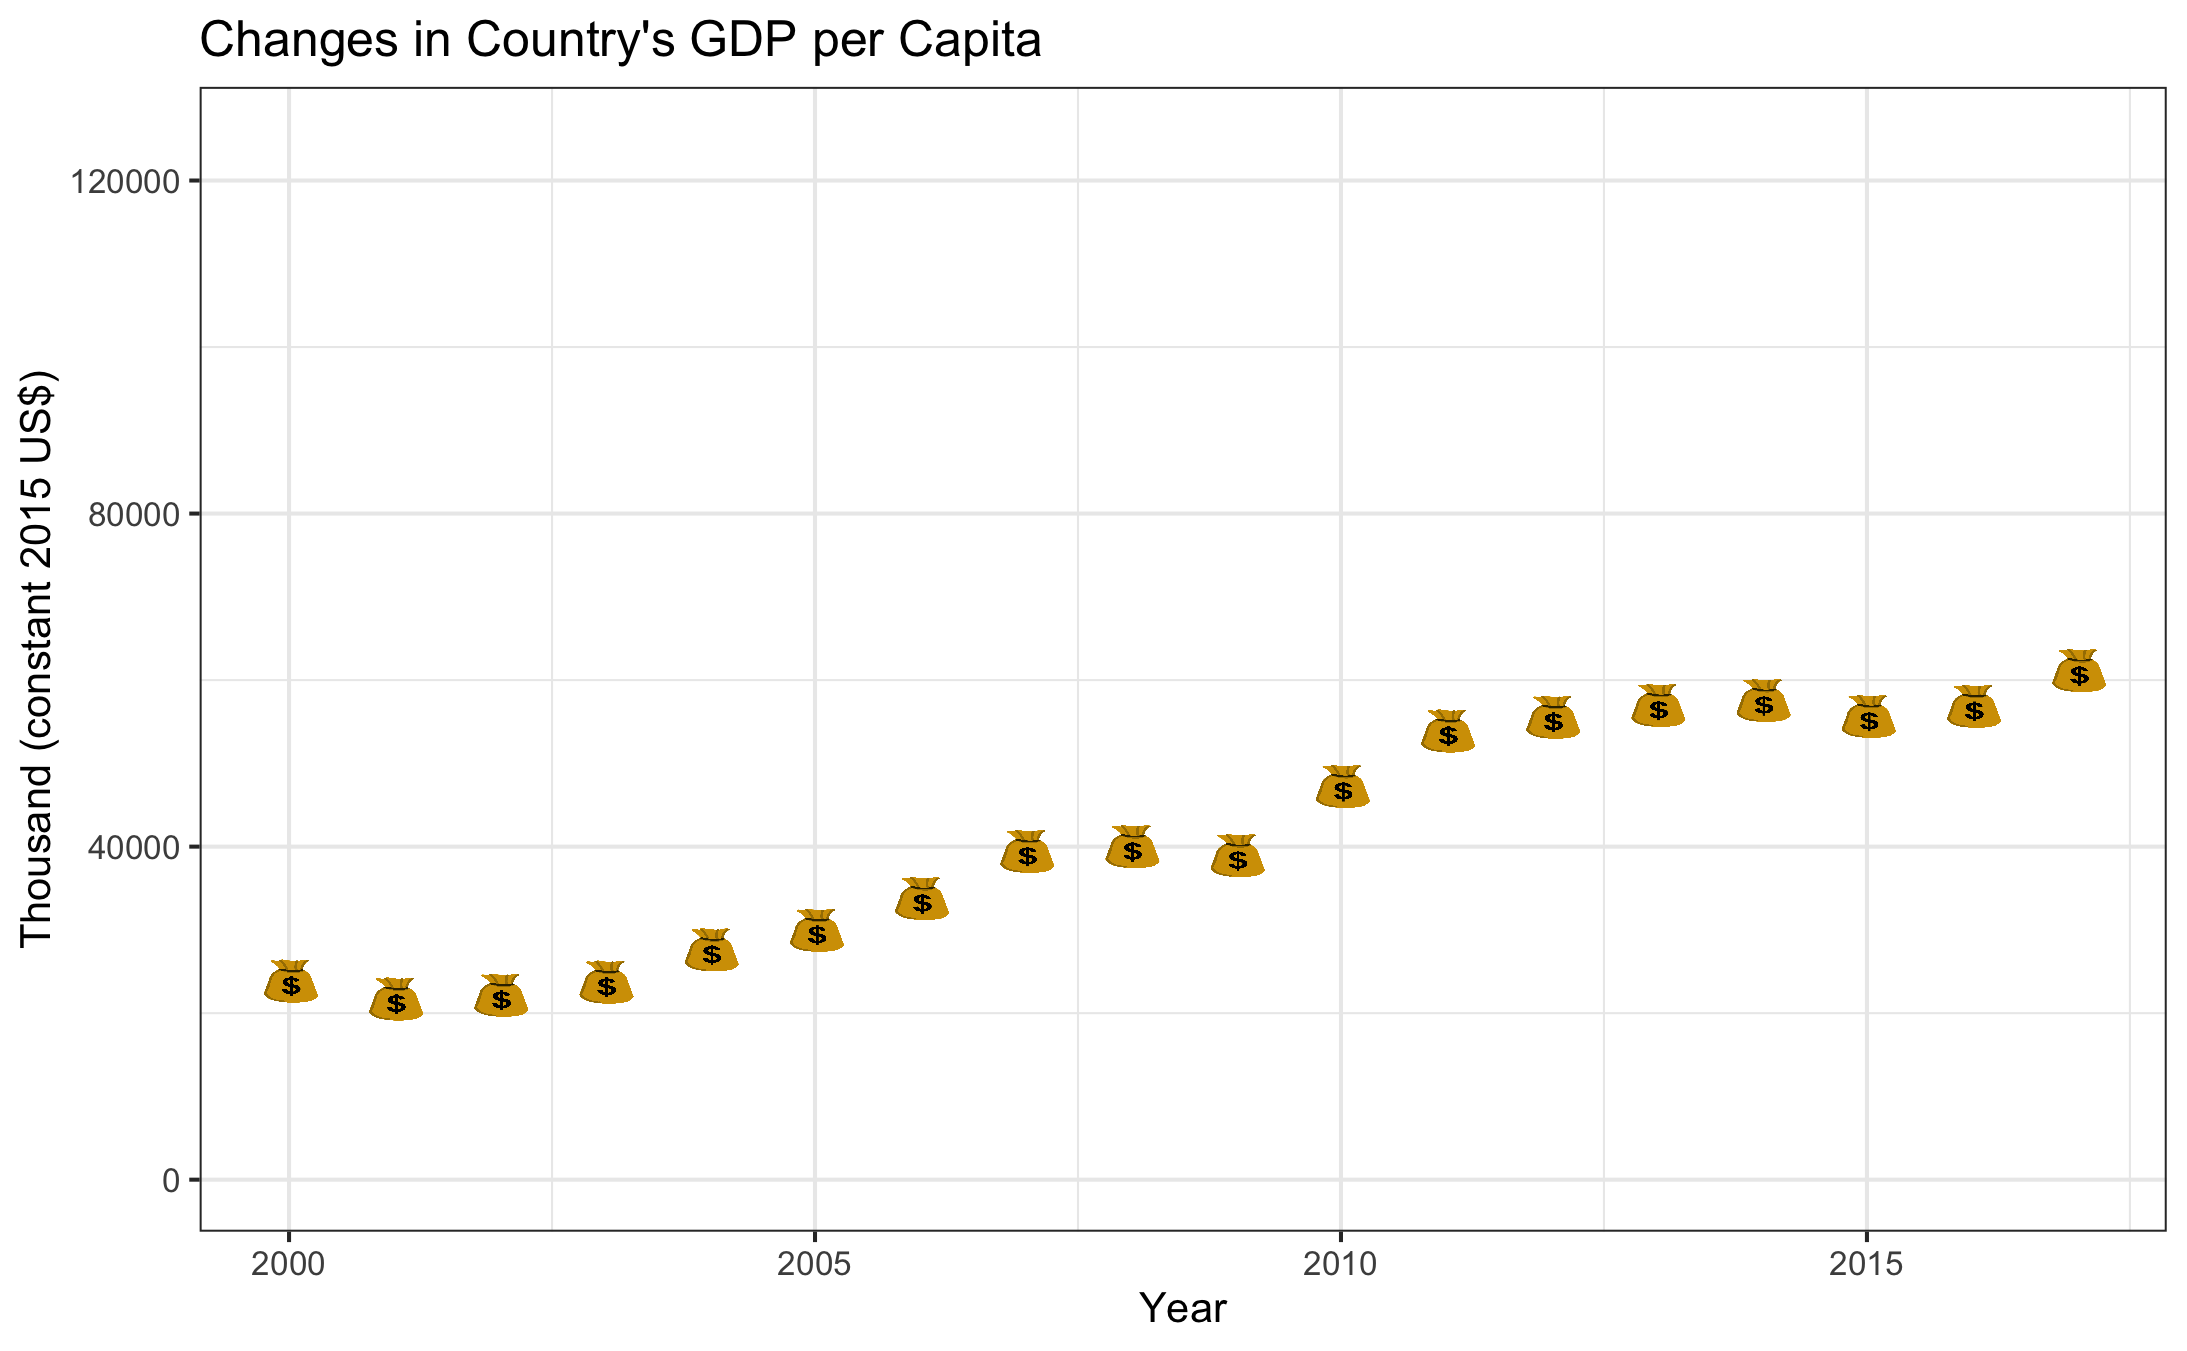 Changes in Country's GDP per Capita
Thousand (constant 2015 US$)
120000
80000
40000
0
$ $ $ $ $ $ $ $ $ $ $ $ $ $ $ $ $ $
2000 2005 2010 2015
Year